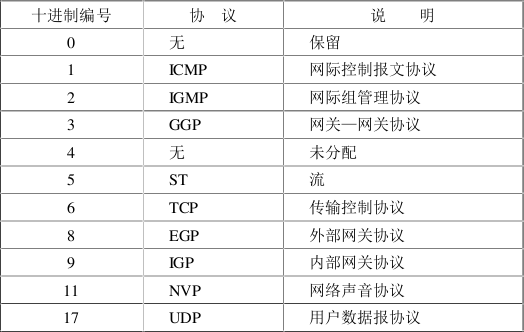 十进制编号 协 议 说 明
0 无 保留
1 ICMP 网际控制报文协议
2 IGMP 网际组管理协议
3 GGP 网关—网关协议
4 无 未分配
5 ST 流
6 TCP 传输控制协议
8 EGP 外部网关协议
9 IGP 内部网关协议
11 NVP 网络声音协议
17 UDP 用户数据报协议